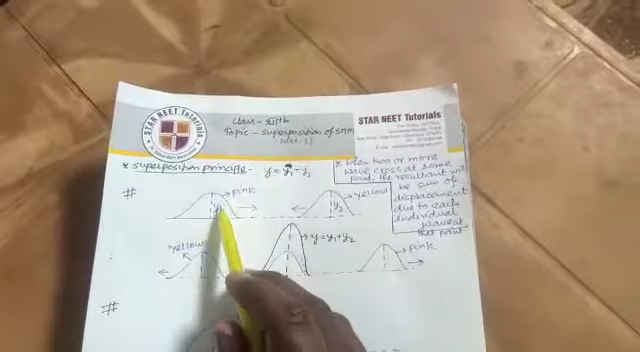 STAR NEET Tutorials
Class - XIIth
Topic - Superposition of SHM
STAR NEET Tutorials
* Superposition principle - y = y₁ - y₂
* When two or more
wave cross at some
point. the resultant will
be sum of
displacement
due to each
individual
wave at
that point.
#
pink
y₁
yellow
y₂
yellow
y = y₁ + y₂
pink
#